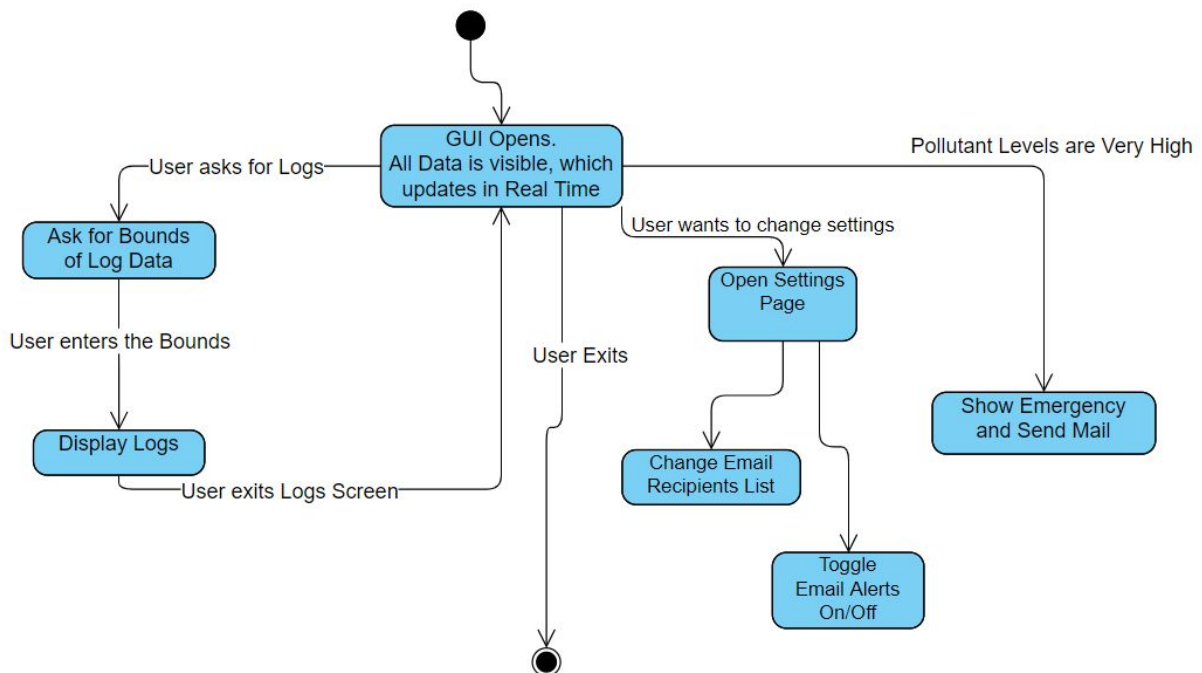 GUI Opens.
All Data is visible, which
updates in Real Time
Pollutant Levels are Very High
User asks for Logs
User wants to change settings
Ask for Bounds
of Log Data
Open Settings
Page
User enters the Bounds
User Exits
Show Emergency
and Send Mail
Display Logs
Change Email
Recipients List
User exits Logs Screen
Toggle
Email Alerts
On/Off